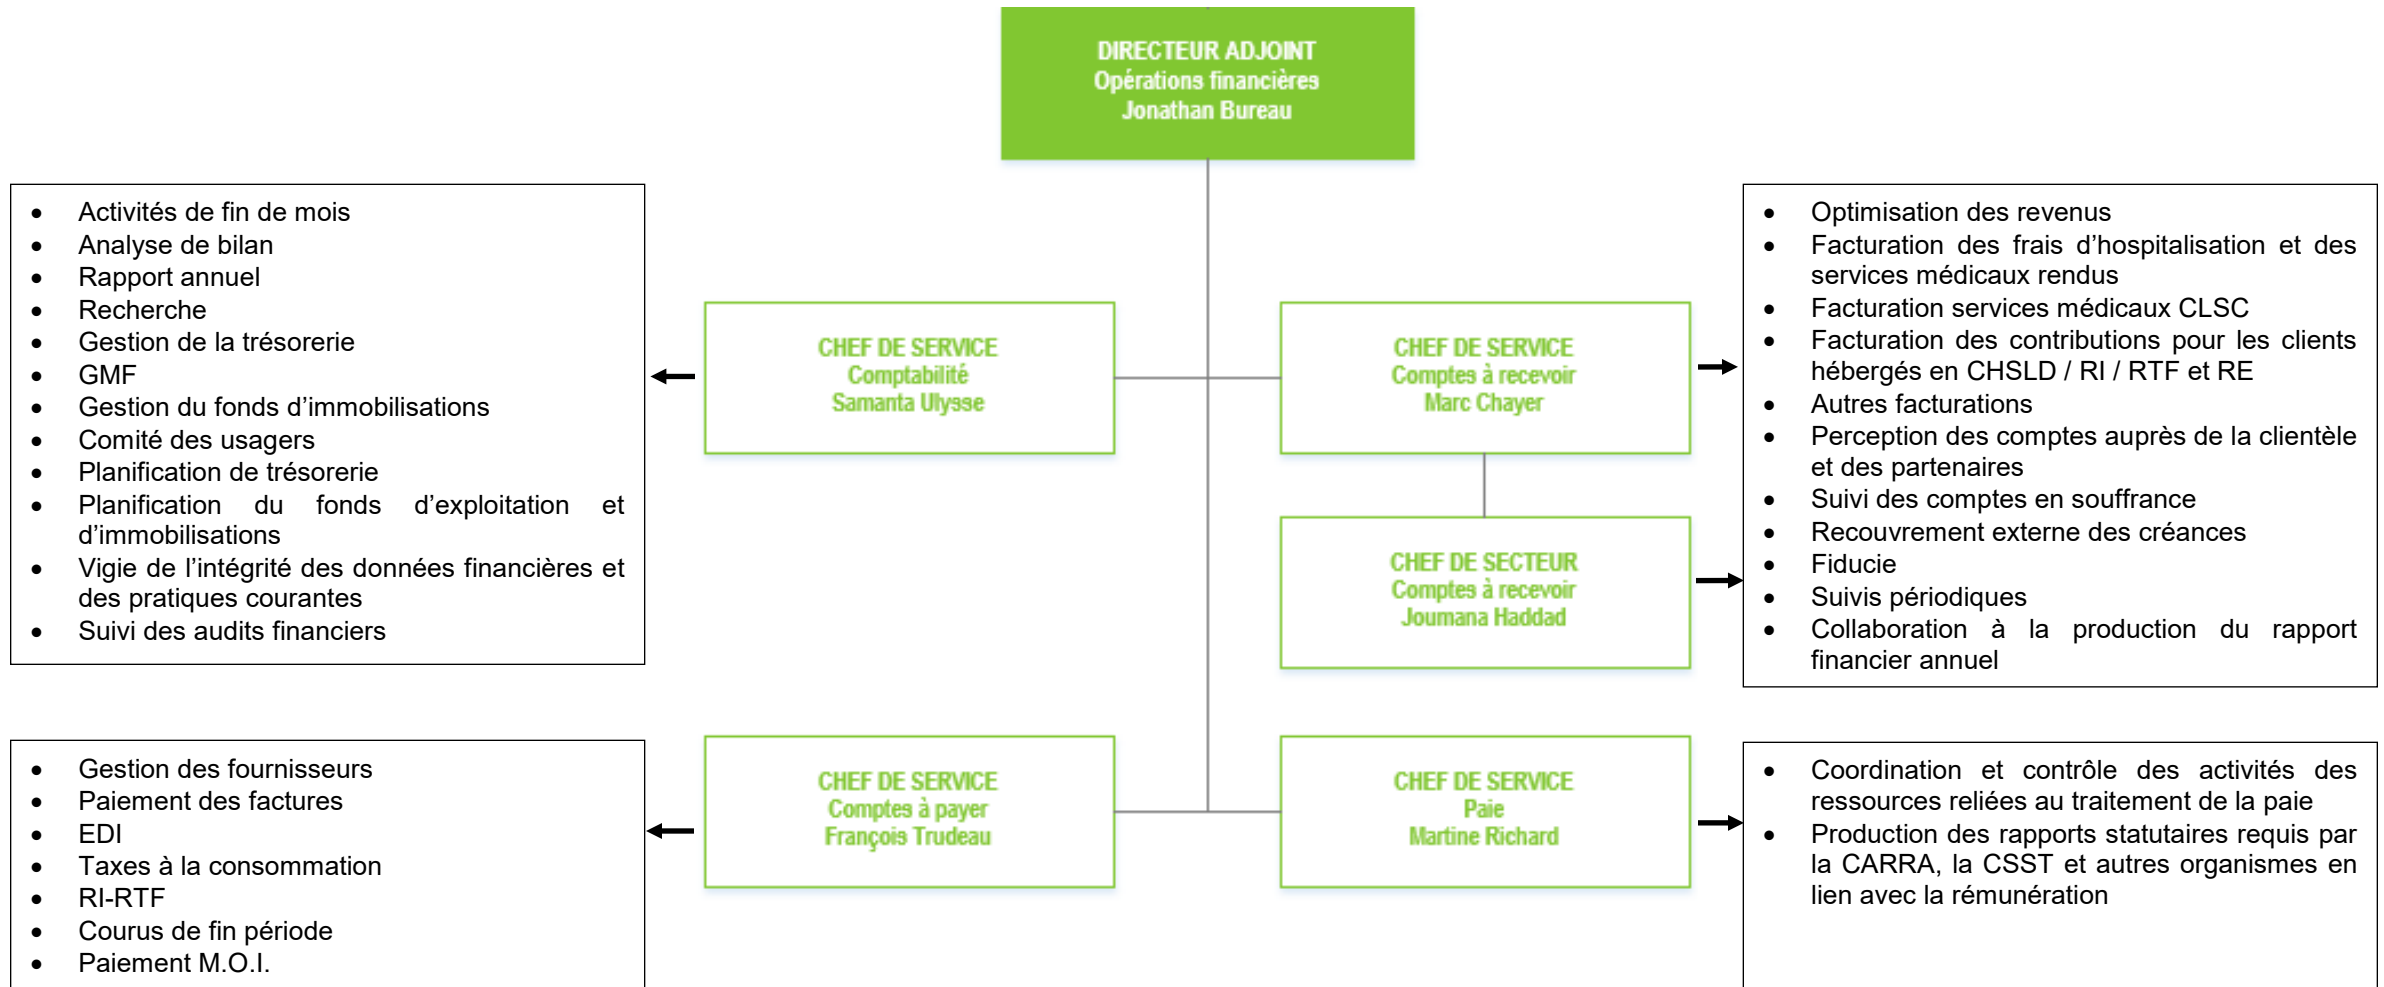 DIRECTEUR ADJOINT
Opérations financières
Jonathan Bureau
• Activités de fin de mois
• Analyse de bilan
• Rapport annuel
• Recherche
• Gestion de la trésorerie
• GMF
• Gestion du fonds d’immobilisations
• Comité des usagers
• Planification de trésorerie
• Planification du fonds d’exploitation et
d’immobilisations
• Vigie de l’intégrité des données financières et
des pratiques courantes
• Suivi des audits financiers
CHEF DE SERVICE
Comptabilité
Samanta Ulysse
CHEF DE SERVICE
Comptes à recevoir
Marc Chayer
CHEF DE SECTEUR
Comptes à recevoir
Joumana Haddad
• Optimisation des revenus
• Facturation des frais d’hospitalisation et des
services médicaux rendus
• Facturation services médicaux CLSC
• Facturation des contributions pour les clients
hébergés en CHSLD / RI / RTF et RE
• Autres facturations
• Perception des comptes auprès de la clientèle
et des partenaires
• Suivi des comptes en souffrance
• Recouvrement externe des créances
• Fiducie
• Suivis périodiques
• Collaboration à la production du rapport
financier annuel
• Gestion des fournisseurs
• Paiement des factures
• EDI
• Taxes à la consommation
• RI-RTF
• Courus de fin période
• Paiement M.O.I.
CHEF DE SERVICE
Comptes à payer
François Trudeau
CHEF DE SERVICE
Paie
Martine Richard
• Coordination et contrôle des activités des
ressources reliées au traitement de la paie
• Production des rapports statutaires requis par
la CARRA, la CSST et autres organismes en
lien avec la rémunération